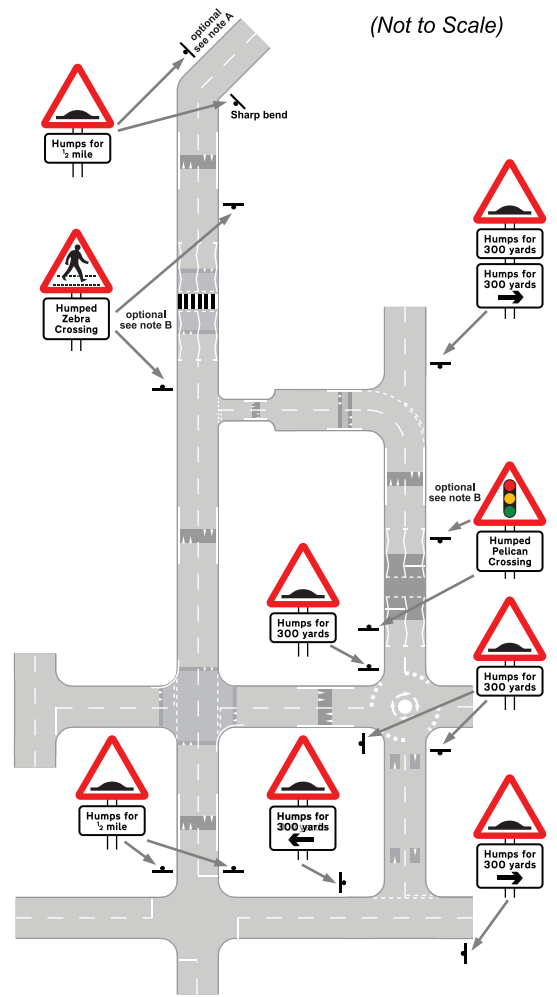 (Not to Scale)
optional
see note A
Sharp bend
Humps for
½ mile
Humps for
300 yards
Humps for
300 yards
Humped
Zebra
Crossing
optional
see note B
optional
see note B
Humped
Pelican
Crossing
Humps for
300 yards
Humps for
300 yards
Humps for
½ mile
Humps for
300 yards
Humps for
300 yards